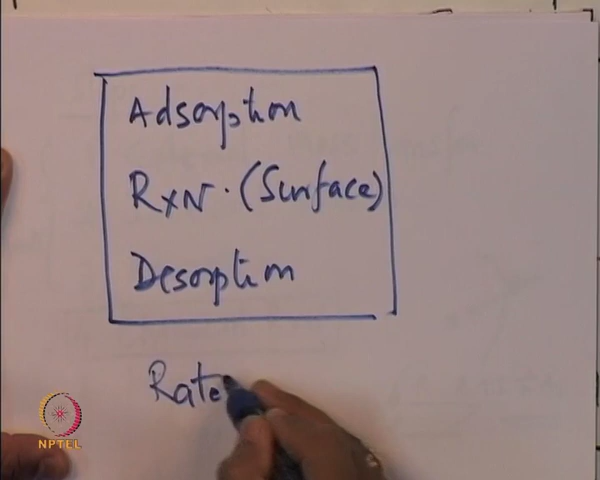 Adsorption
RXN. (Surface)
Desorption
Rate
NPTEL